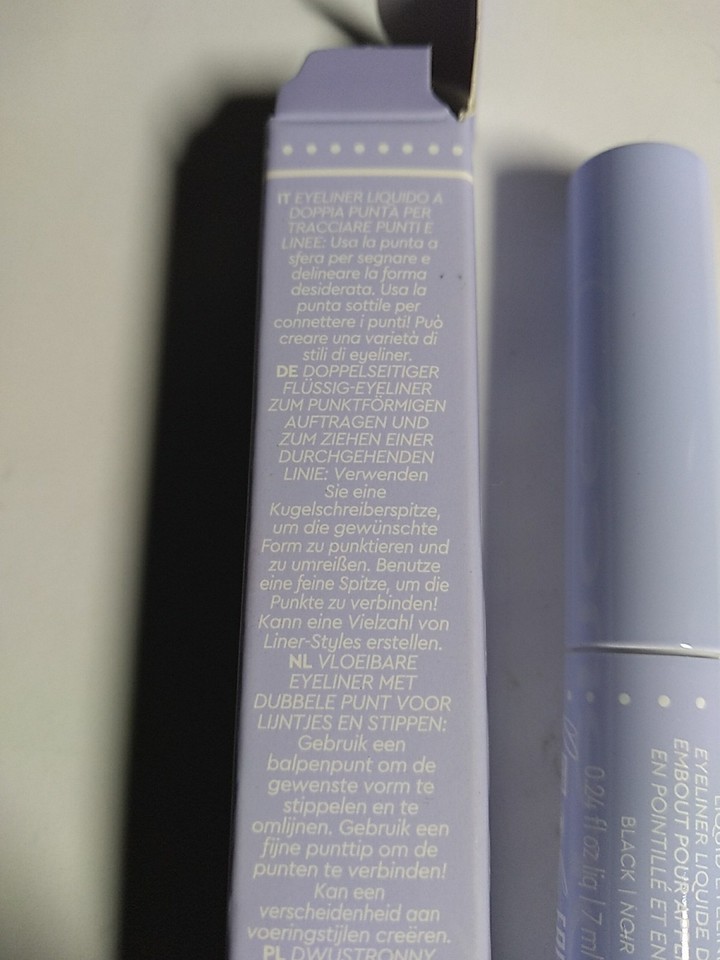 IT EYELINER LIQUIDO A
DOPPIA PUNTA PER
TRACCIARE PUNTI E
LINEE: Usa la punta a
sfera per segnare e
delineare la forma
desiderata. Usa la
punta sottile per
connettere i punti! Può
creare una varietà di
stili di eyeliner.
DE DOPPELSEITIGER
FLÜSSIG-EYELINER
ZUM PUNKTFÖRMIGEN
AUFTRAGEN UND
ZUM ZIEHEN EINER
DURCHGEHENDEN
LINIE: Verwenden
Sie eine
Kugelschreiberspitze,
um die gewünschte
Form zu punktieren und
zu umreißen. Benutze
eine feine Spitze, um die
Punkte zu verbinden!
Kann eine Vielzahl von
Liner-Styles erstellen.
NL VLOEIBARE
EYELINER MET
DUBBELE PUNT VOOR
LIJNTJES EN STIPPEN:
Gebruik een
balpenpunt om de
gewenste vorm te
stippelen en te
omlijnen. Gebruik een
fijne punttip om de
punten te verbinden!
Kan een
verscheidenheid aan
voeringstijlen creëren.
PL DWUSTRONNY
EYELINER LIQUIDE
EMBOUT POUR
EN POINTILLÉ ET EN
BLACK | NOIR
0.24 fl oz liq | 7 ml